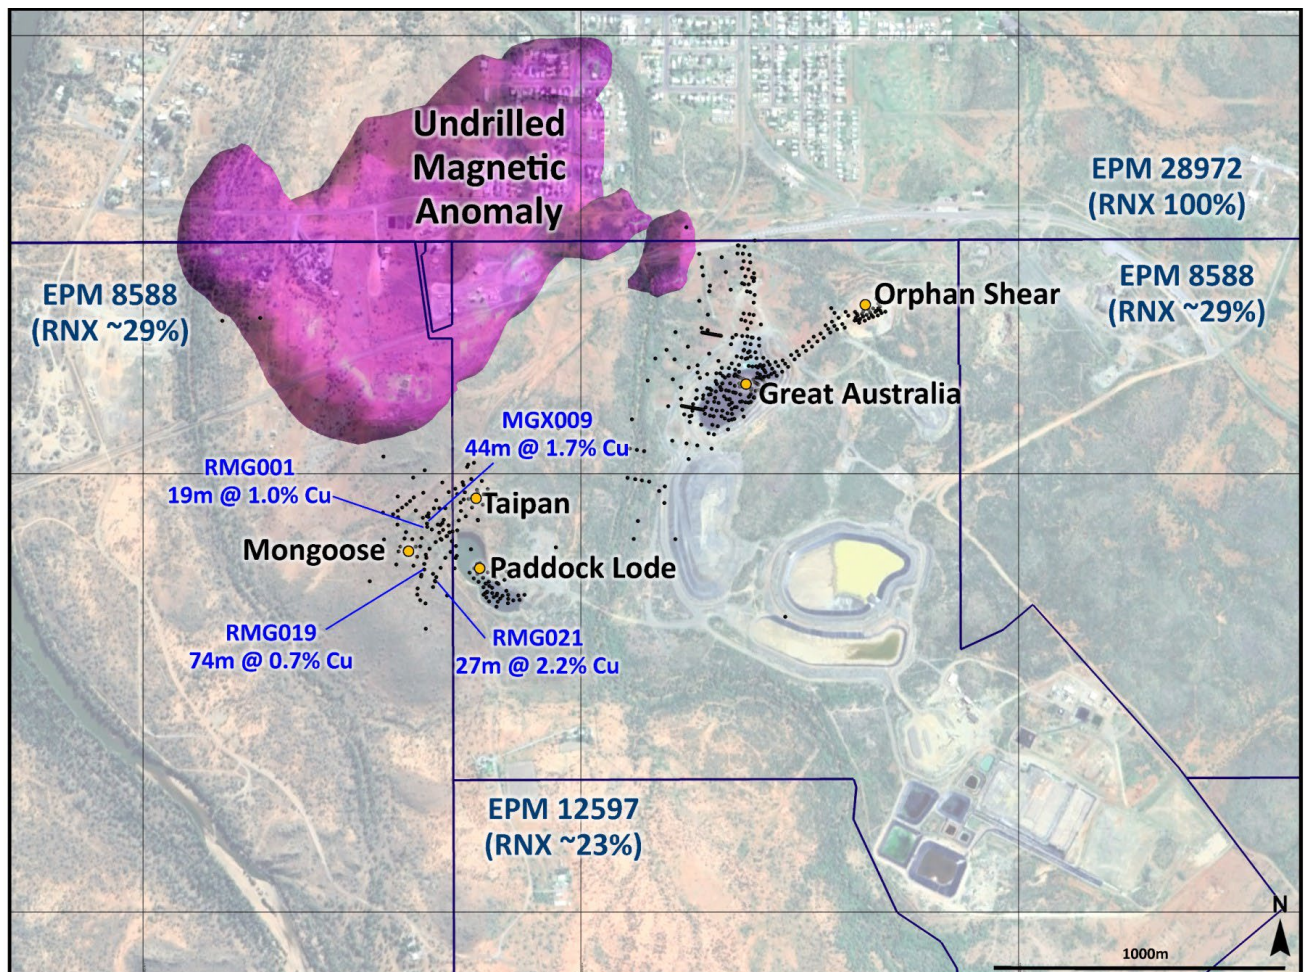 Undrilled
Magnetic
Anomaly
EPM 28972
(RNX 100%)
EPM 8588
(RNX ~29%)
EPM 8588
(RNX ~29%)
Orphan Shear
Great Australia
MGX009
44m @ 1.7% Cu
RMG001
19m @ 1.0% Cu
Taipan
Mongoose
Paddock Lode
RMG019
74m @ 0.7% Cu
RMG021
27m @ 2.2% Cu
EPM 12597
(RNX ~23%)
N
1000m